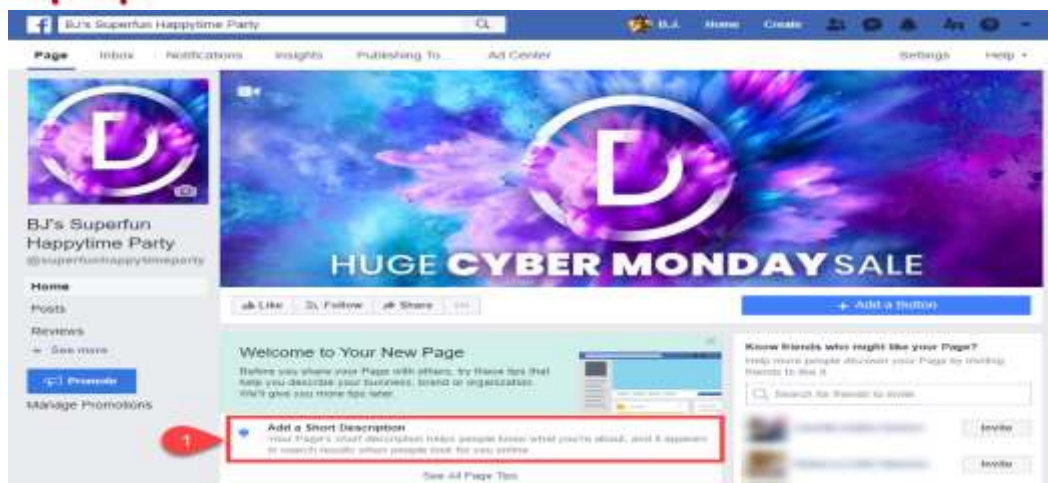 BJ's Superfun Happytime Party
B.J. Home Create
Page Inbox Notifications Insights Publishing To... Ad Center Settings Help
D
D
HUGE CYBER MONDAY SALE
BJ's Superfun
Happytime Party
@superfunhappytimeparty
Home
Posts
Reviews
See more
Promote
Manage Promotions
Like Follow Share
+ Add a Button
Welcome to Your New Page
Before you share your Page with others, try these tips that
help you describe your business, brand or organization.
We'll give you more tips later.
1
Add a Short Description
Your Page's short description helps people know what you're about, and it appears
in search results when people look for you online.
See All Page Tips
Know friends who might like your Page?
Help more people discover your Page by inviting
friends to like it.
Search for friends to invite
Invite
Invite